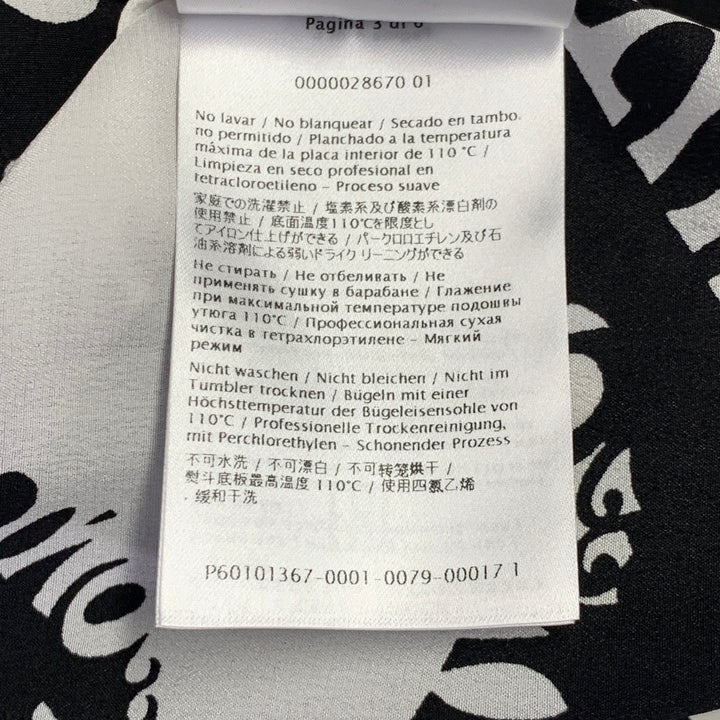 Pagina 3 di 6
0000028670 01
No lavar / No blanquear / Secado en tambo.
no permitido / Planchado a la temperatura
máxima de la placa interior de 110 °C /
Limpieza en seco profesional en
tetracloroetileno – Proceso suave
家庭での洗濯禁止 / 塩素系及び酸素系漂白剤の
使用禁止 / 底面温度110℃を限度とし
てアイロン仕上げができる / パークロロエチレン及び石
油系溶剤による弱いドライク リーニングができる
Не стирать / Не отбеливать / Не
применять сушку в барабане / Глажение
при максимальной температуре подошвы
утюга 110°C / Профессиональная сухая
чистка в тетрахлорэтилене – Мягкий
режим
Nicht waschen / Nicht bleichen / Nicht im
Tumbler trocknen / Bügeln mit einer
Höchsttemperatur der Bügeleisensohle von
110°C / Professionelle Trockenreinigung,
mit Perchlorethylen – Schonender Prozess
不可水洗 / 不可漂白 / 不可转笼烘干 /
熨斗底板最高温度 110°C / 使用四氯乙烯
缓和干洗
P60101367-0001-0079-00017 1